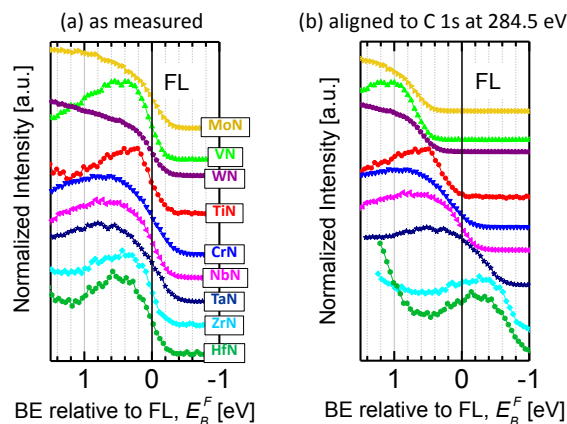 (a) as measured
(b) aligned to C 1s at 284.5 eV
Normalized Intensity [a.u.]
FL
MoN
VN
WN
TiN
CrN
NbN
TaN
ZrN
HfN
1 0 -1
BE relative to FL, E_B^F [eV]
Normalized Intensity [a.u.]
FL
1 0 -1
BE relative to FL, E_B^F [eV]